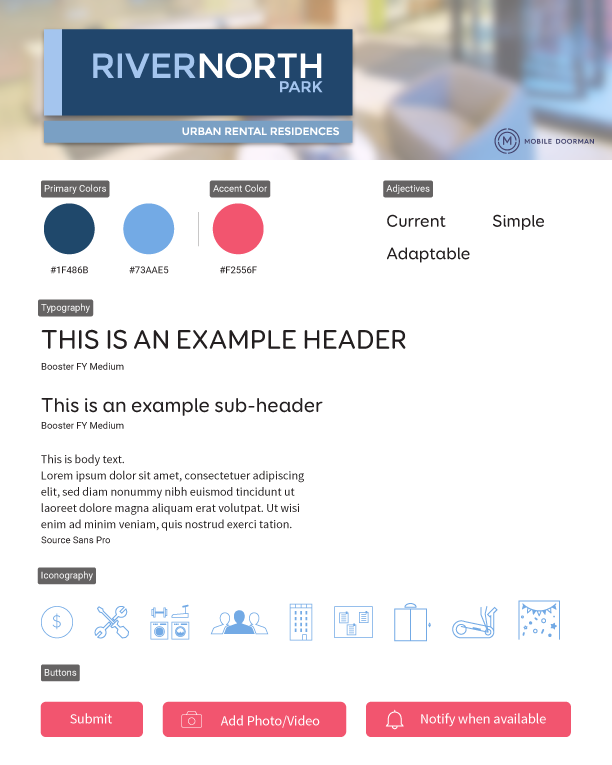 RIVERNORTH
PARK
URBAN RENTAL RESIDENCES
M MOBILE DOORMAN
Primary Colors
Accent Color
Adjectives
Current Simple
Adaptable
#1F486B #73AAE5 #F2556F
Typography
THIS IS AN EXAMPLE HEADER
Booster FY Medium
This is an example sub-header
Booster FY Medium
This is body text.
Lorem ipsum dolor sit amet, consectetuer adipiscing
elit, sed diam nonummy nibh euismod tincidunt ut
laoreet dolore magna aliquam erat volutpat. Ut wisi
enim ad minim veniam, quis nostrud exerci tation.
Source Sans Pro
Iconography
$
Buttons
Submit
Add Photo/Video
Notify when available